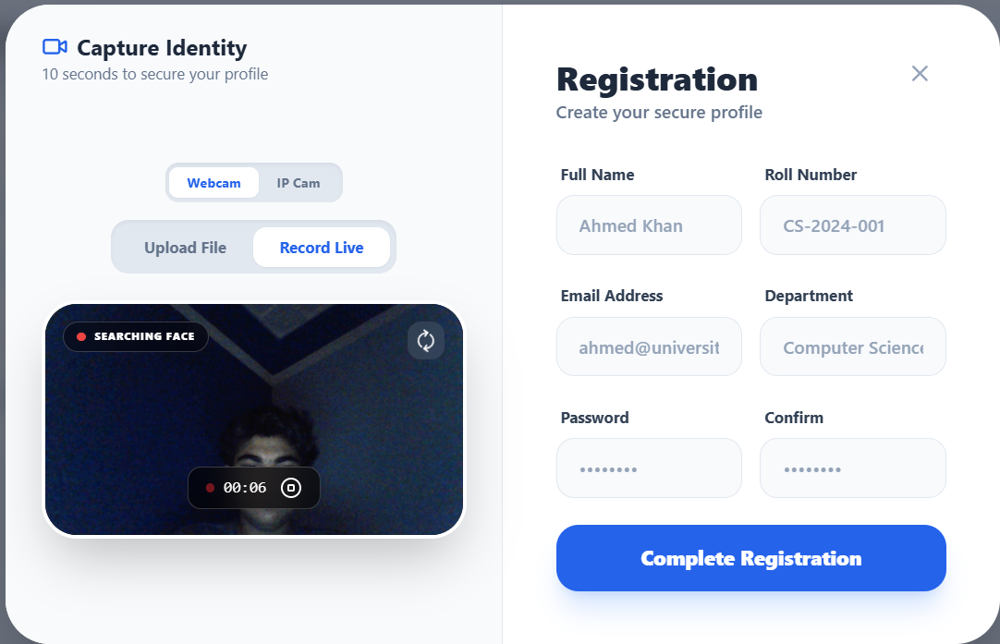 Capture Identity
10 seconds to secure your profile
Webcam
IP Cam
Upload File
Record Live
SEARCHING FACE
00:06
Registration
Create your secure profile
Full Name
Roll Number
Ahmed Khan
CS-2024-001
Email Address
Department
ahmed@universit
Computer Science
Password
Confirm
••••••••
••••••••
Complete Registration